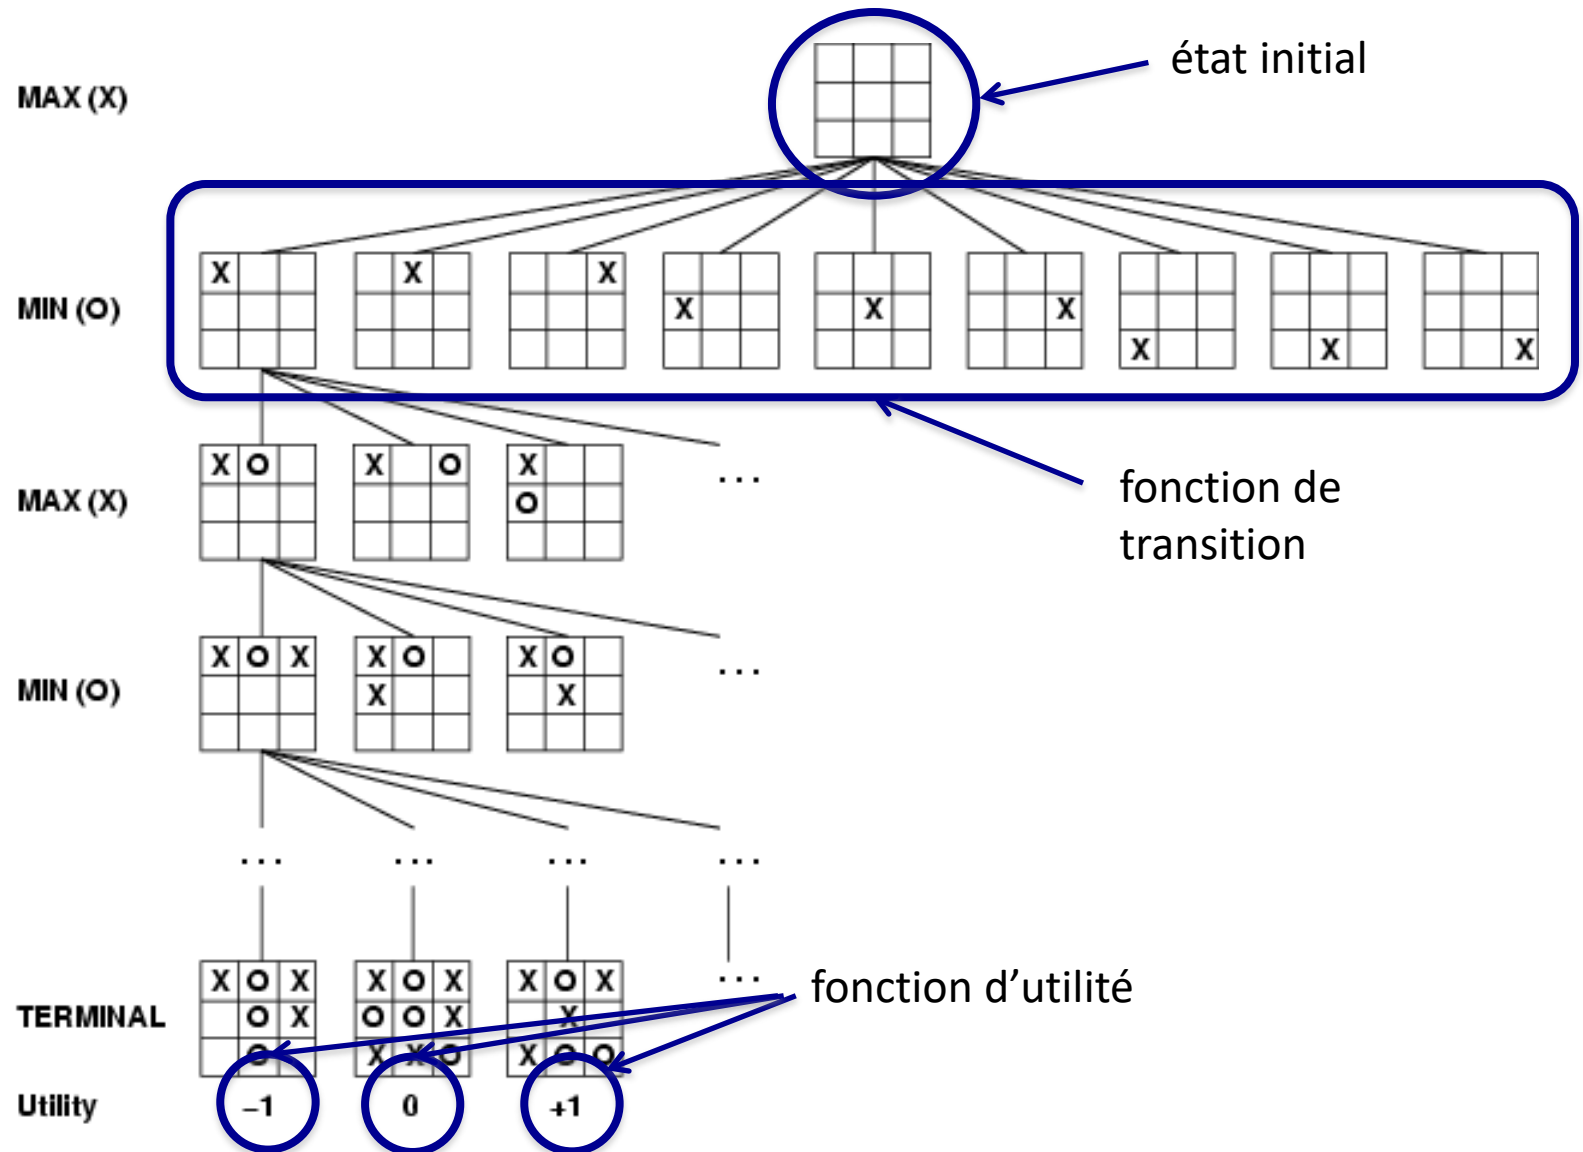 état initial
MAX (X)
MIN (O)
X X X X X X X X X
MAX (X)
X O X O X
O
...
fonction de
transition
MIN (O)
X O X X O X O
X X
...
... ... ... ...
TERMINAL
X O X X O X X O X
O X O O X X
O X X O X O O
...
fonction d’utilité
Utility
−1 0 +1